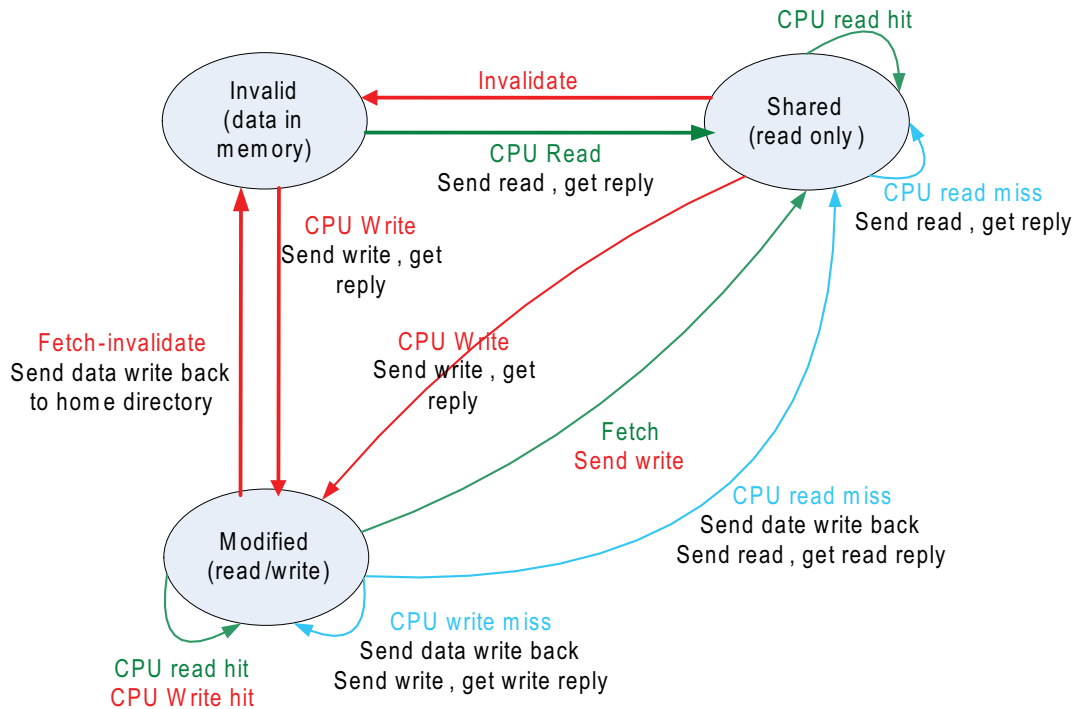 CPU read hit
Invalid
(data in
memory)
Invalidate
Shared
(read only )
CPU Read
Send read , get reply
CPU read miss
Send read , get reply
CPU Write
Send write , get
reply
Fetch-invalidate
Send data write back
to home directory
CPU Write
Send write , get
reply
Fetch
Send write
CPU read miss
Send date write back
Send read , get read reply
Modified
(read /write)
CPU write miss
Send data write back
Send write , get write reply
CPU read hit
CPU Write hit